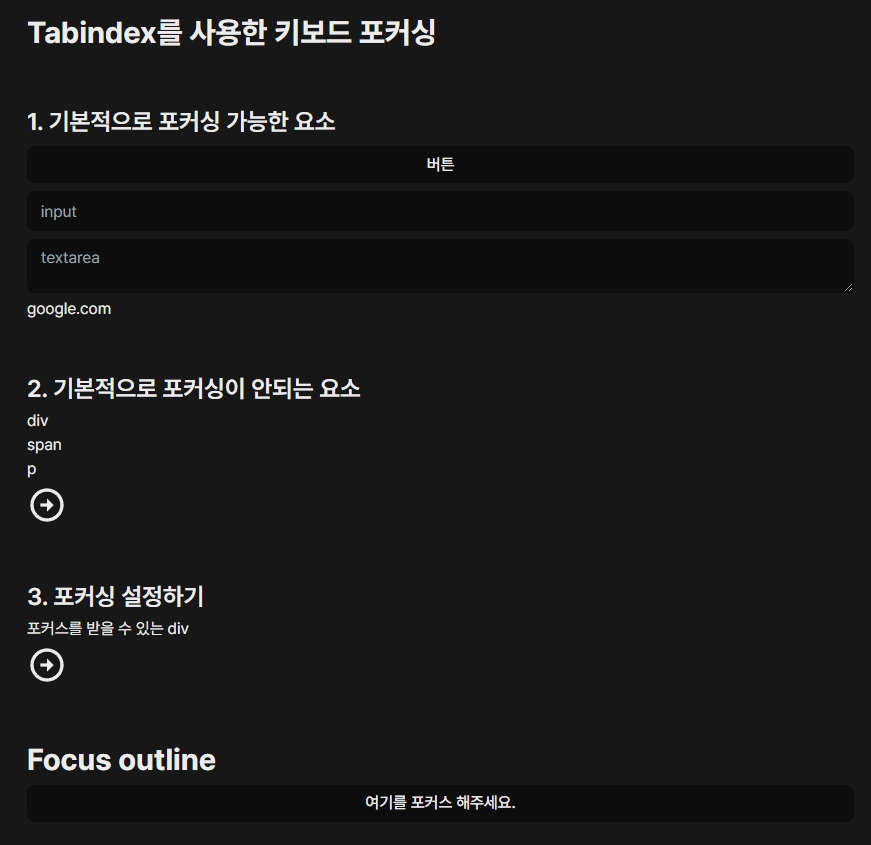 Tabindex를 사용한 키보드 포커싱
1. 기본적으로 포커싱 가능한 요소
버튼
input
textarea
google.com
2. 기본적으로 포커싱이 안되는 요소
div
span
p
3. 포커싱 설정하기
포커스를 받을 수 있는 div
Focus outline
여기를 포커스 해주세요.